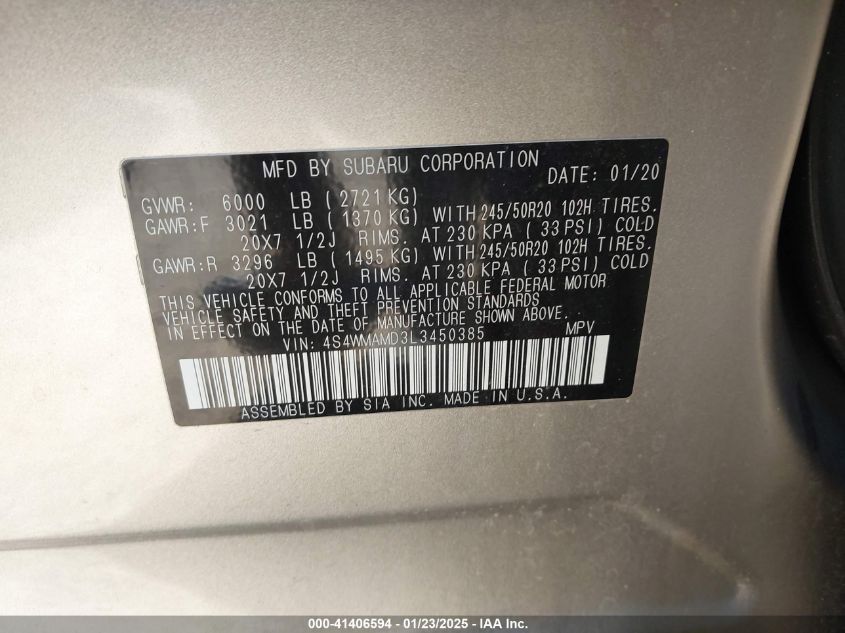 MFD BY SUBARU CORPORATION
DATE: 01/20
GVWR: 6000 LB ( 2721 KG)
GAWR:F 3021 LB ( 1370 KG) WITH 245/50R20 102H TIRES.
20X7 1/2J RIMS. AT 230 KPA ( 33 PSI) COLD
GAWR:R 3296 LB ( 1495 KG) WITH 245/50R20 102H TIRES.
20X7 1/2J RIMS. AT 230 KPA ( 33 PSI) COLD
THIS VEHICLE CONFORMS TO ALL APPLICABLE FEDERAL MOTOR
VEHICLE SAFETY AND THEFT PREVENTION STANDARDS
IN EFFECT ON THE DATE OF MANUFACTURE SHOWN ABOVE.
VIN: 4S4WMAMD3L3450385 MPV
ASSEMBLED BY SIA INC. MADE IN U.S.A.
000-41406594 — 01/23/2025 — IAA Inc.